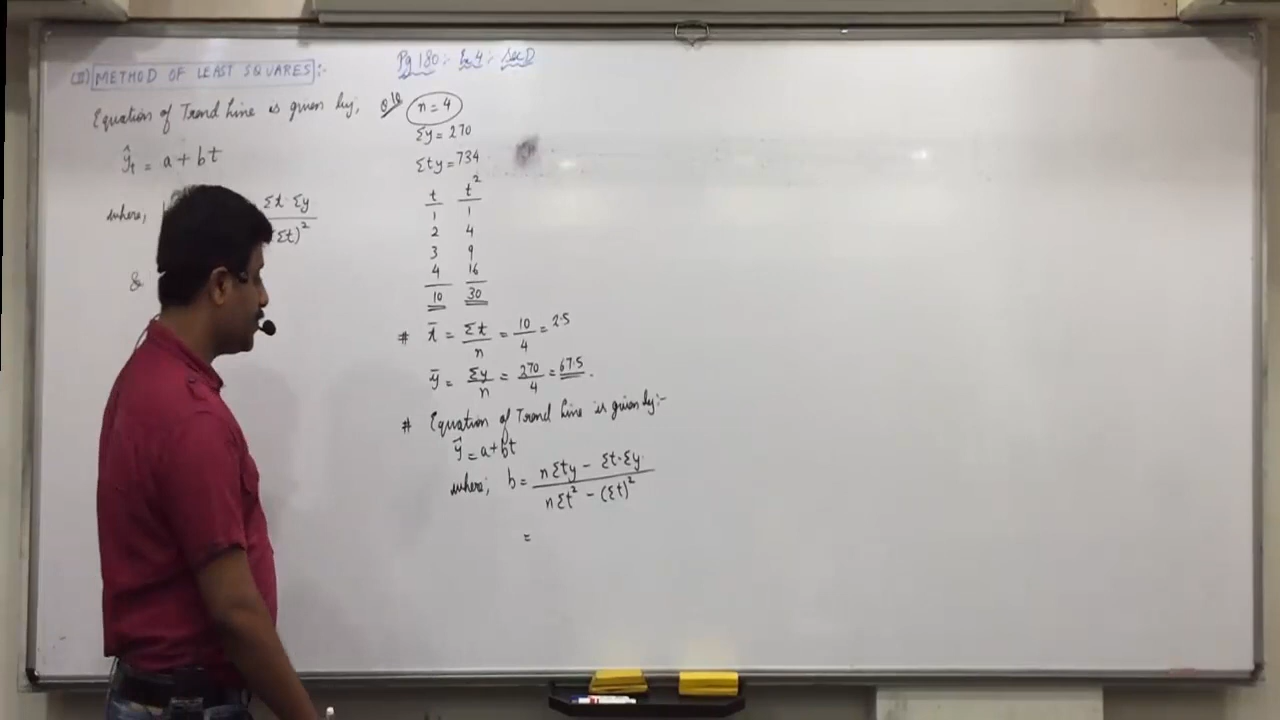 (II) METHOD OF LEAST SQUARES:-
Equation of Trend Line is given by,
ŷt = a + bt
where,
Σt·Σy
Σt)²
&
Pg 180:- Ex 4:- Sec D
n = 4
Σy = 270
Σty = 734
t t²
1 1
2 4
3 9
4 16
10 30
# t̄ = Σt/n = 10/4 = 2.5
ȳ = Σy/n = 270/4 = 67.5.
# Equation of Trend Line is given by:-
ŷ = a+bt
where, b = nΣty - Σt·Σy / nΣt² - (Σt)²
=